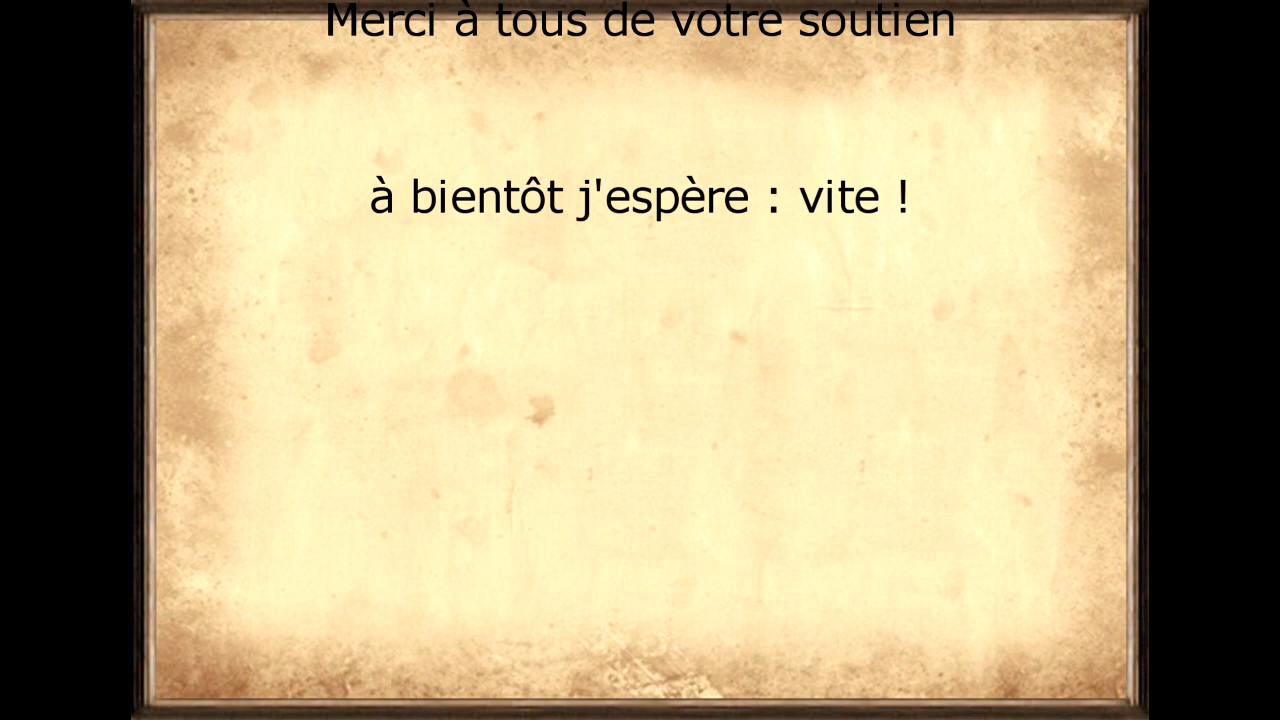 Merci à tous de votre soutien
à bientôt j'espère : vite !